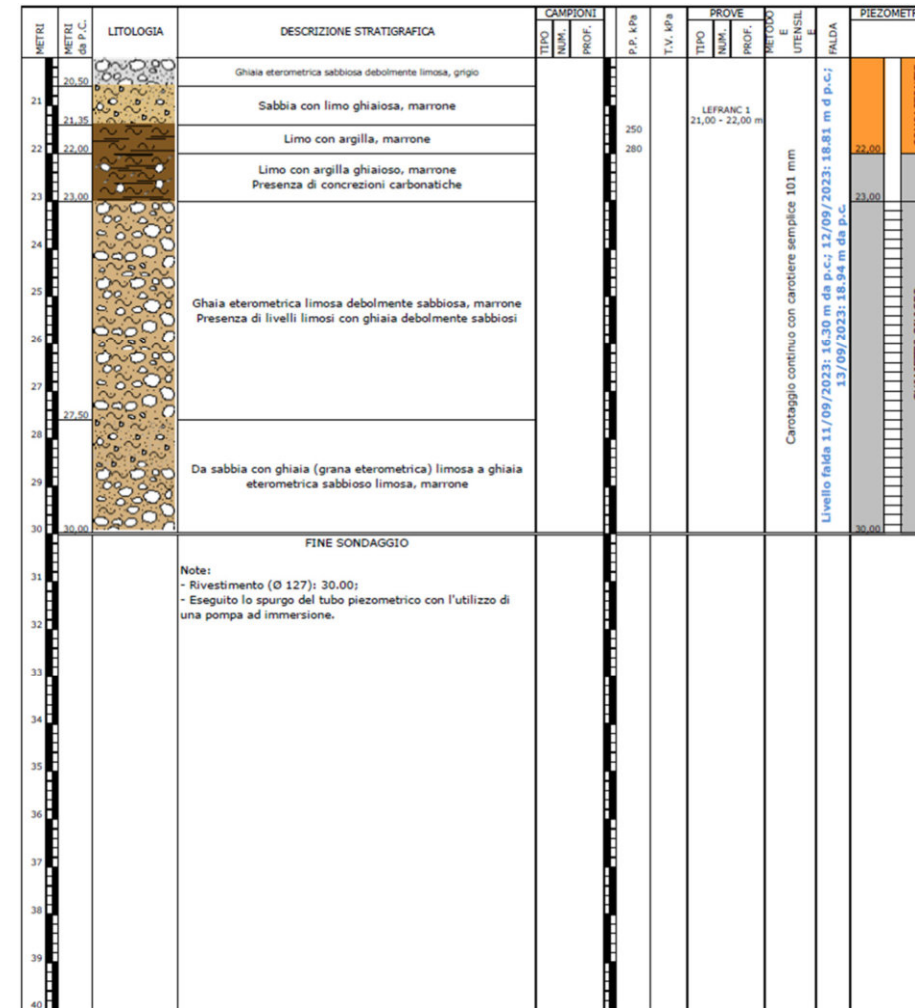 METRI
METRI da P.C.
LITOLOGIA
DESCRIZIONE STRATIGRAFICA
CAMPIONI
TIPO
NUM.
PROF.
P.P. kPa
T.V. kPa
PROVE
TIPO
NUM.
PROF.
METODO
E
UTENSIL
E
FALDA
PIEZOMETR
20,50
Ghiaia eterometrica sabbiosa debolmente limosa, grigio
21
21,35
Sabbia con limo ghiaiosa, marrone
LEFRANC 1
21,00 - 22,00 m
250
22
22,00
Limo con argilla, marrone
280
22,00
Limo con argilla ghiaioso, marrone
Presenza di concrezioni carbonatiche
23
23,00
23,00
24
25
Ghaia eterometrica limosa debolmente sabbiosa, marrone
Presenza di livelli limosi con ghiaia debolmente sabbiosi
26
27
27,50
28
Da sabbia con ghiaia (grana eterometrica) limosa a ghiaia
eterometrica sabbioso limosa, marrone
29
30
30,00
30,00
Carotaggio continuo con carotiere semplice 101 mm
Livello falda 11/09/2023: 16.30 m da p.c.; 12/09/2023: 18.81 m d p.c.;
13/09/2023: 18.94 m da p.c.
FINE SONDAGGIO
Note:
- Rivestimento (Ø 127): 30.00;
- Eseguito lo spurgo del tubo piezometrico con l'utilizzo di
una pompa ad immersione.
31
32
33
34
35
36
37
38
39
40